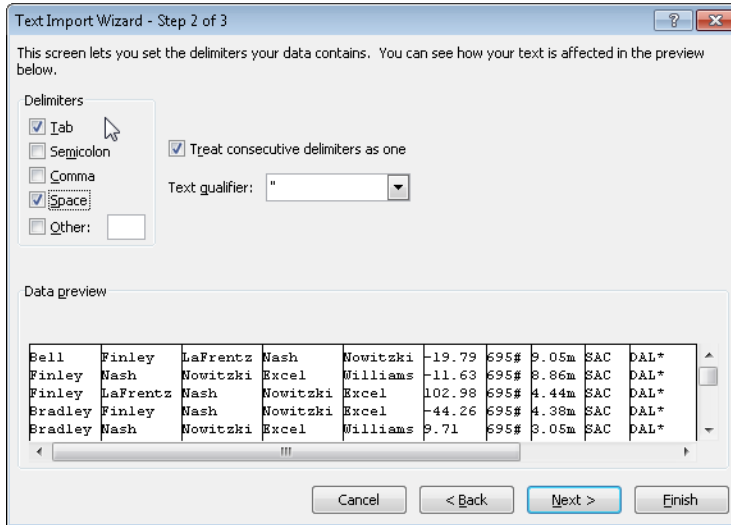 Text Import Wizard - Step 2 of 3
This screen lets you set the delimiters your data contains. You can see how your text is affected in the preview
below.
Delimiters
Tab
Semicolon
Comma
Space
Other:
Treat consecutive delimiters as one
Text qualifier: "
Data preview
Bell Finley LaFrentz Nash Nowitzki -19.79 695# 9.05m SAC DAL*
Finley Nash Nowitzki Excel Williams -11.63 695# 8.86m SAC DAL*
Finley LaFrentz Nash Nowitzki Excel 102.98 695# 4.44m SAC DAL*
Bradley Finley Nash Nowitzki Excel -44.26 695# 4.38m SAC DAL*
Bradley Nash Nowitzki Excel Williams 9.71 695# 3.05m SAC DAL*
Cancel < Back Next > Finish